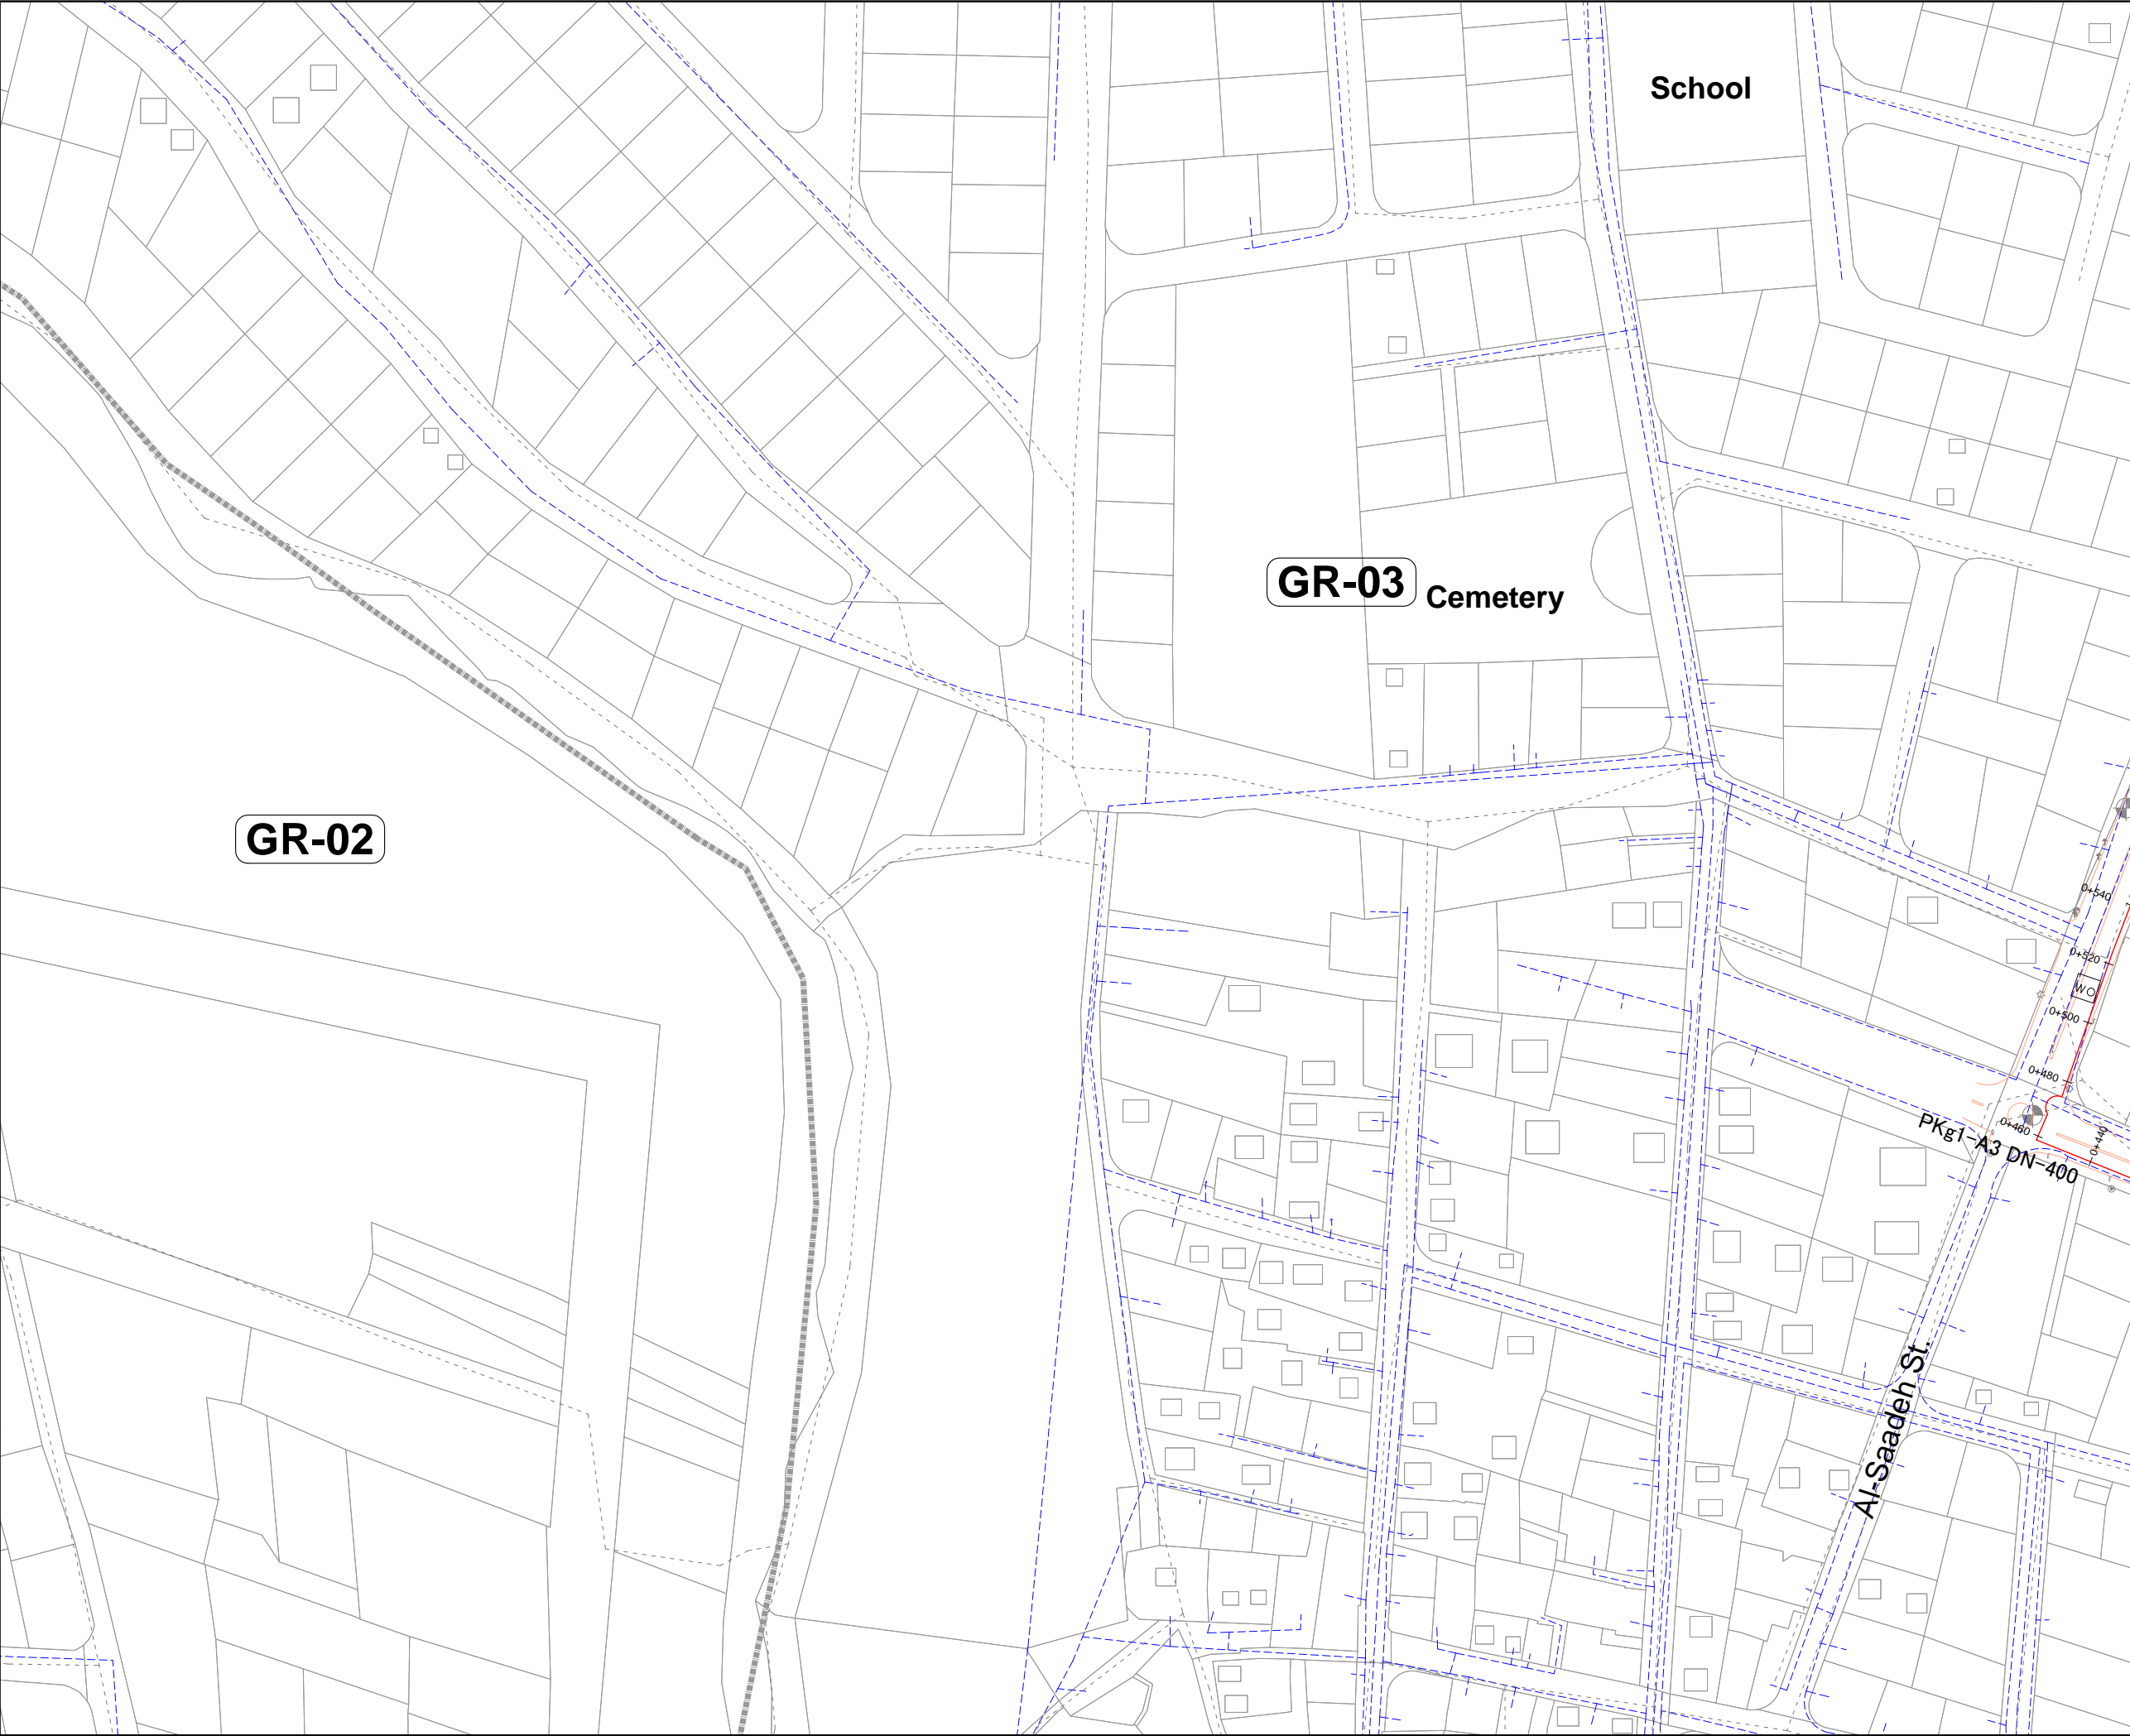 School
GR-03
Cemetery
GR-02
0+540
0+520
WO
0+500
0+480
0+460
0+440
PKg1-A3 DN-400
Al-Saadeh St.